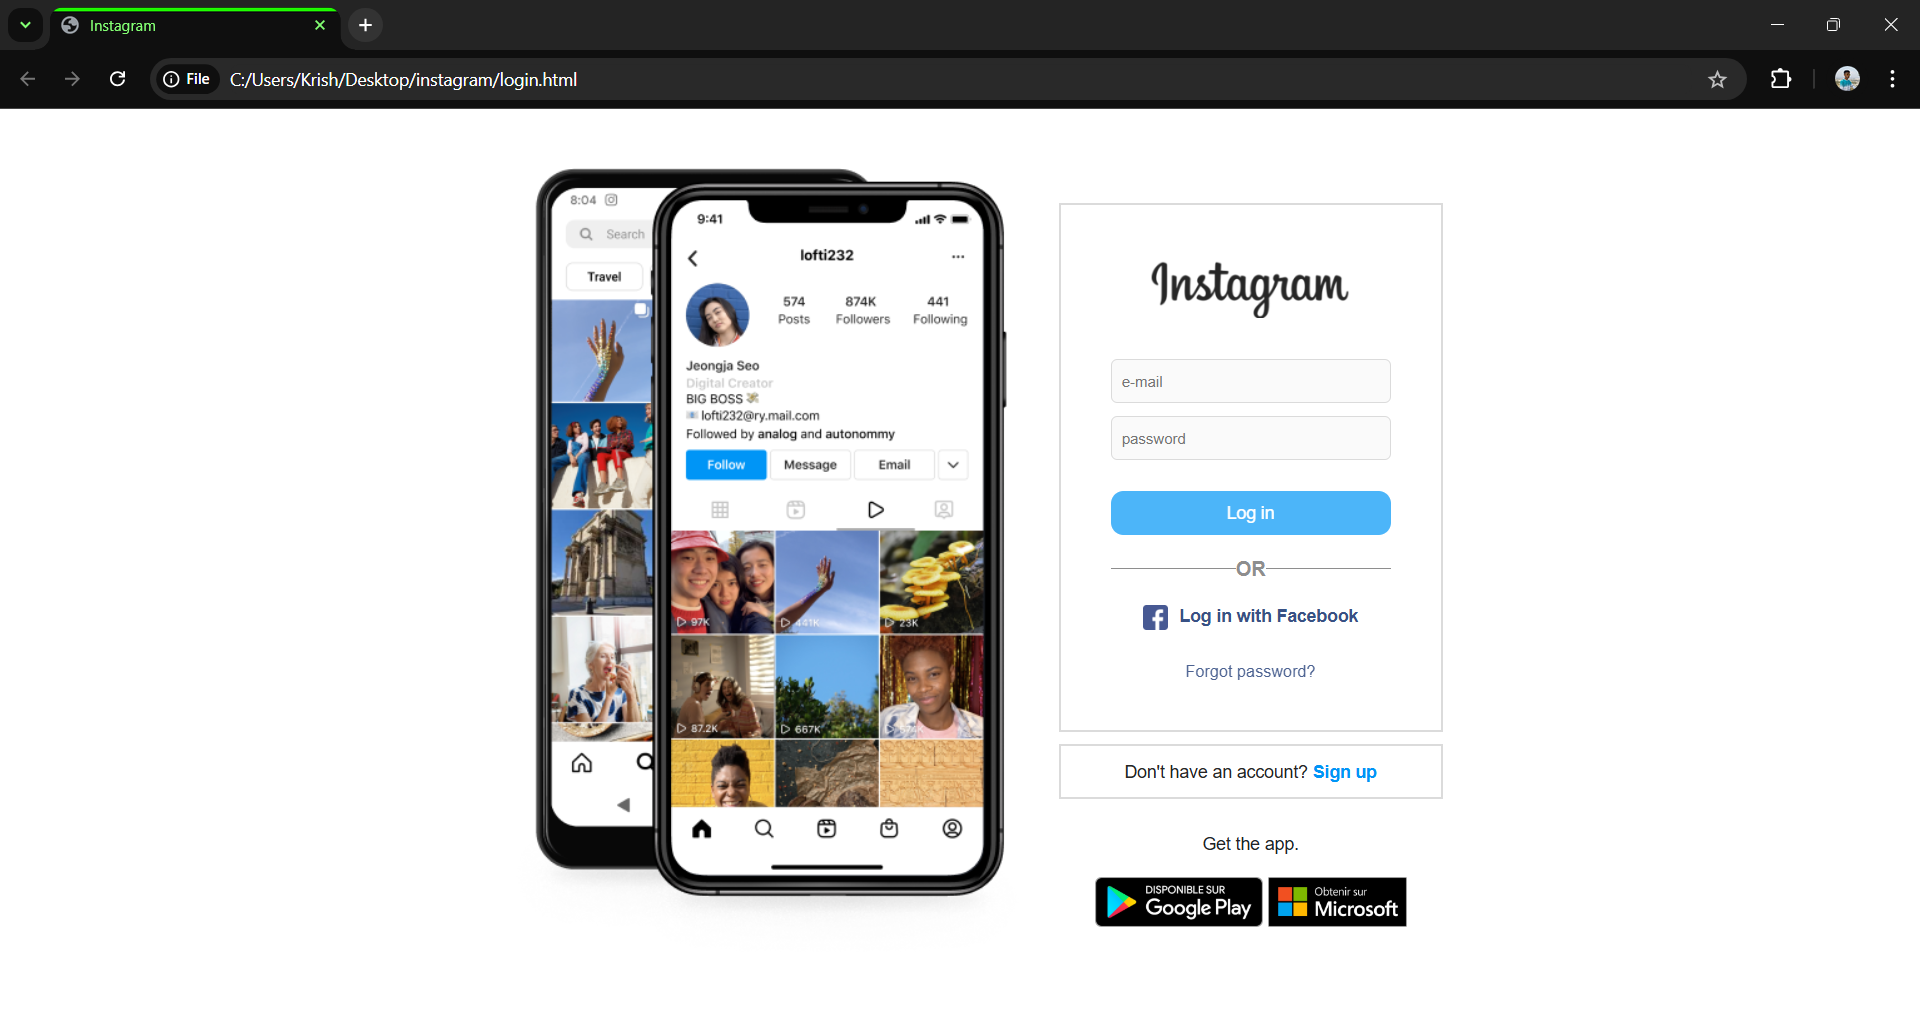 Instagram
File
C:/Users/Krish/Desktop/instagram/login.html
8:04
Search
Travel
9:41
lofti232
574 874K 441
Posts Followers Following
Jeongja Seo
Digital Creator
BIG BOSS
lofti232@ry.mail.com
Followed by analog and autonommy
Follow Message Email
97K 441K 23K
87.2K 667K
Instagram
e-mail
password
Log in
OR
Log in with Facebook
Forgot password?
Don't have an account? Sign up
Get the app.
DISPONIBLE SUR
Google Play
Obtenir sur
Microsoft